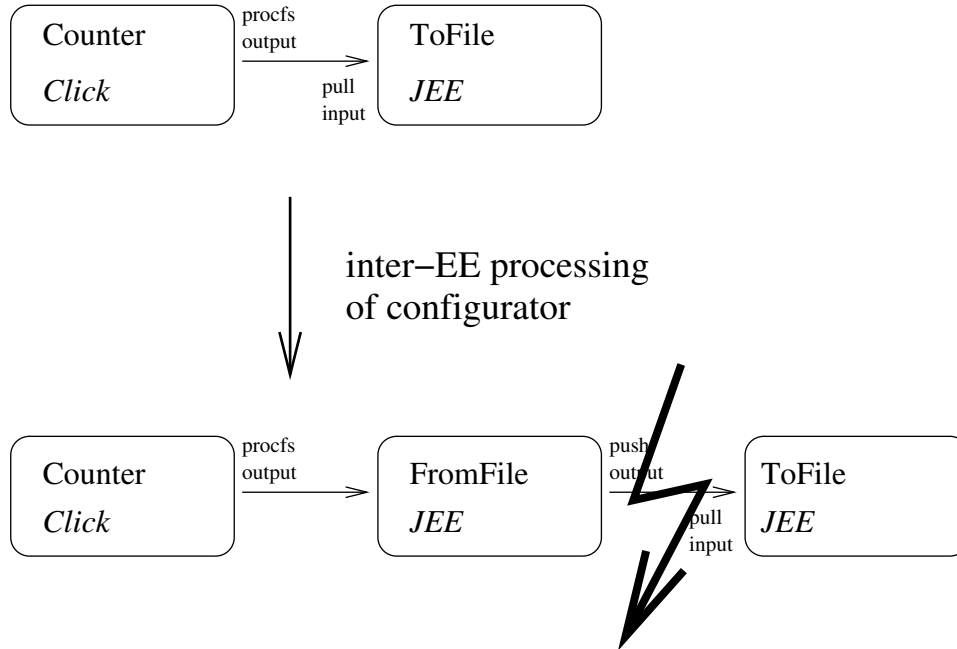 Counter
Click
procfs
output
pull
input
ToFile
JEE
inter−EE processing
of configurator
Counter
Click
procfs
output
FromFile
JEE
push
output
pull
input
ToFile
JEE